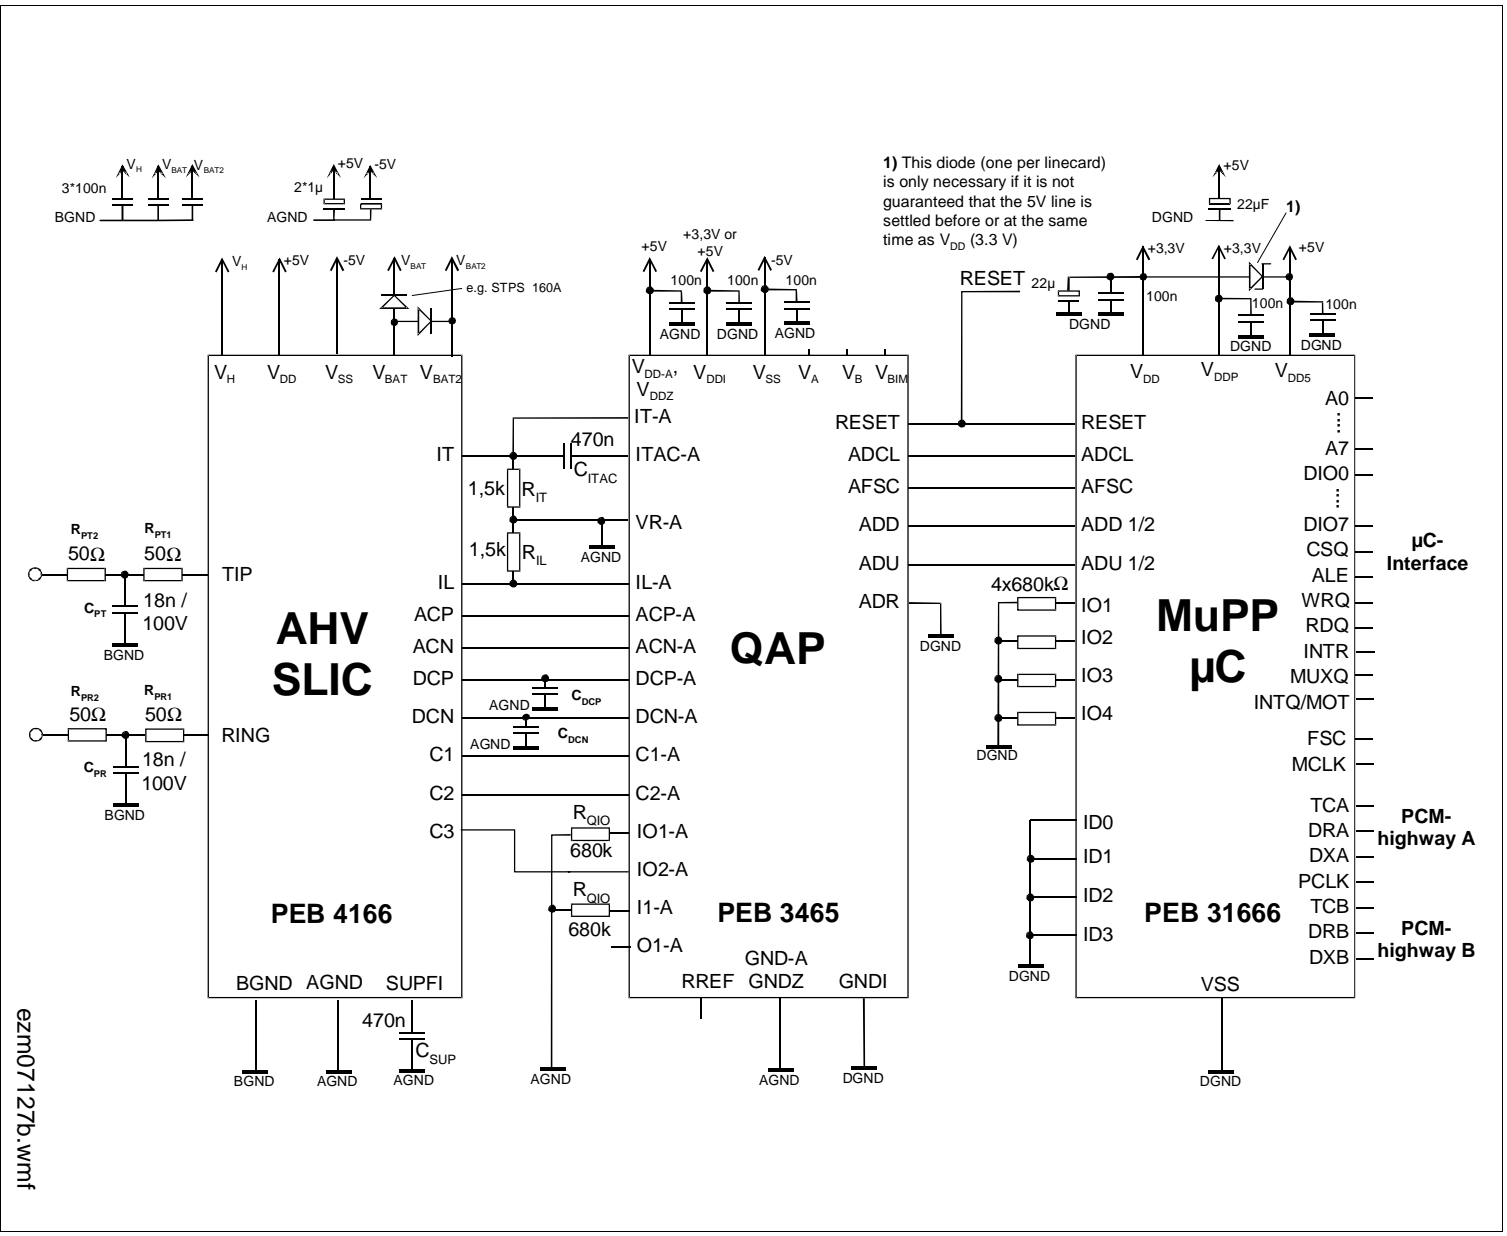 1) This diode (one per linecard)
is only necessary if it is not
guaranteed that the 5V line is
settled before or at the same
time as VDD (3.3 V)
VH
VBAT
VBAT2
3*100n
BGND
+5V
-5V
2*1µ
AGND
+5V
22µF
DGND
1)
VH
+5V
-5V
VBAT
VBAT2
e.g. STPS 160A
+5V
+3,3V or
+5V
-5V
100n
100n
100n
AGND
DGND
AGND
RESET
22µ
+3,3V
+3,3V
+5V
100n
100n
100n
DGND
DGND
DGND
VH
VDD
VSS
VBAT
VBAT2
VDD-A,
VDDZ
VDDI
VSS
VA
VB
VBIM
VDD
VDDP
VDD5
RPT2
50Ω
RPT1
50Ω
TIP
CPT
18n /
100V
BGND
RPR2
50Ω
RPR1
50Ω
RING
CPR
18n /
100V
BGND
AHV
SLIC
PEB 4166
IT
IL
ACP
ACN
DCP
DCN
C1
C2
C3
BGND
AGND
SUPFI
470n
CSUP
BGND
AGND
AGND
470n
CITAC
1,5k
RIT
1,5k
RIL
AGND
AGND
CDCP
AGND
CDCN
RQIO
680k
RQIO
680k
AGND
IT-A
ITAC-A
VR-A
IL-A
ACP-A
ACN-A
DCP-A
DCN-A
C1-A
C2-A
IO1-A
IO2-A
I1-A
O1-A
QAP
PEB 3465
RREF
GND-A
GNDZ
GNDI
AGND
DGND
RESET
ADCL
AFSC
ADD
ADU
ADR
DGND
4x680kΩ
DGND
DGND
RESET
ADCL
AFSC
ADD 1/2
ADU 1/2
IO1
IO2
IO3
IO4
ID0
ID1
ID2
ID3
MuPP
µC
PEB 31666
VSS
DGND
A0
A7
DIO0
DIO7
CSQ
ALE
WRQ
RDQ
INTR
MUXQ
INTQ/MOT
FSC
MCLK
TCA
DRA
DXA
PCLK
TCB
DRB
DXB
µC-
Interface
PCM-
highway A
PCM-
highway B
ezm07127b.wmf